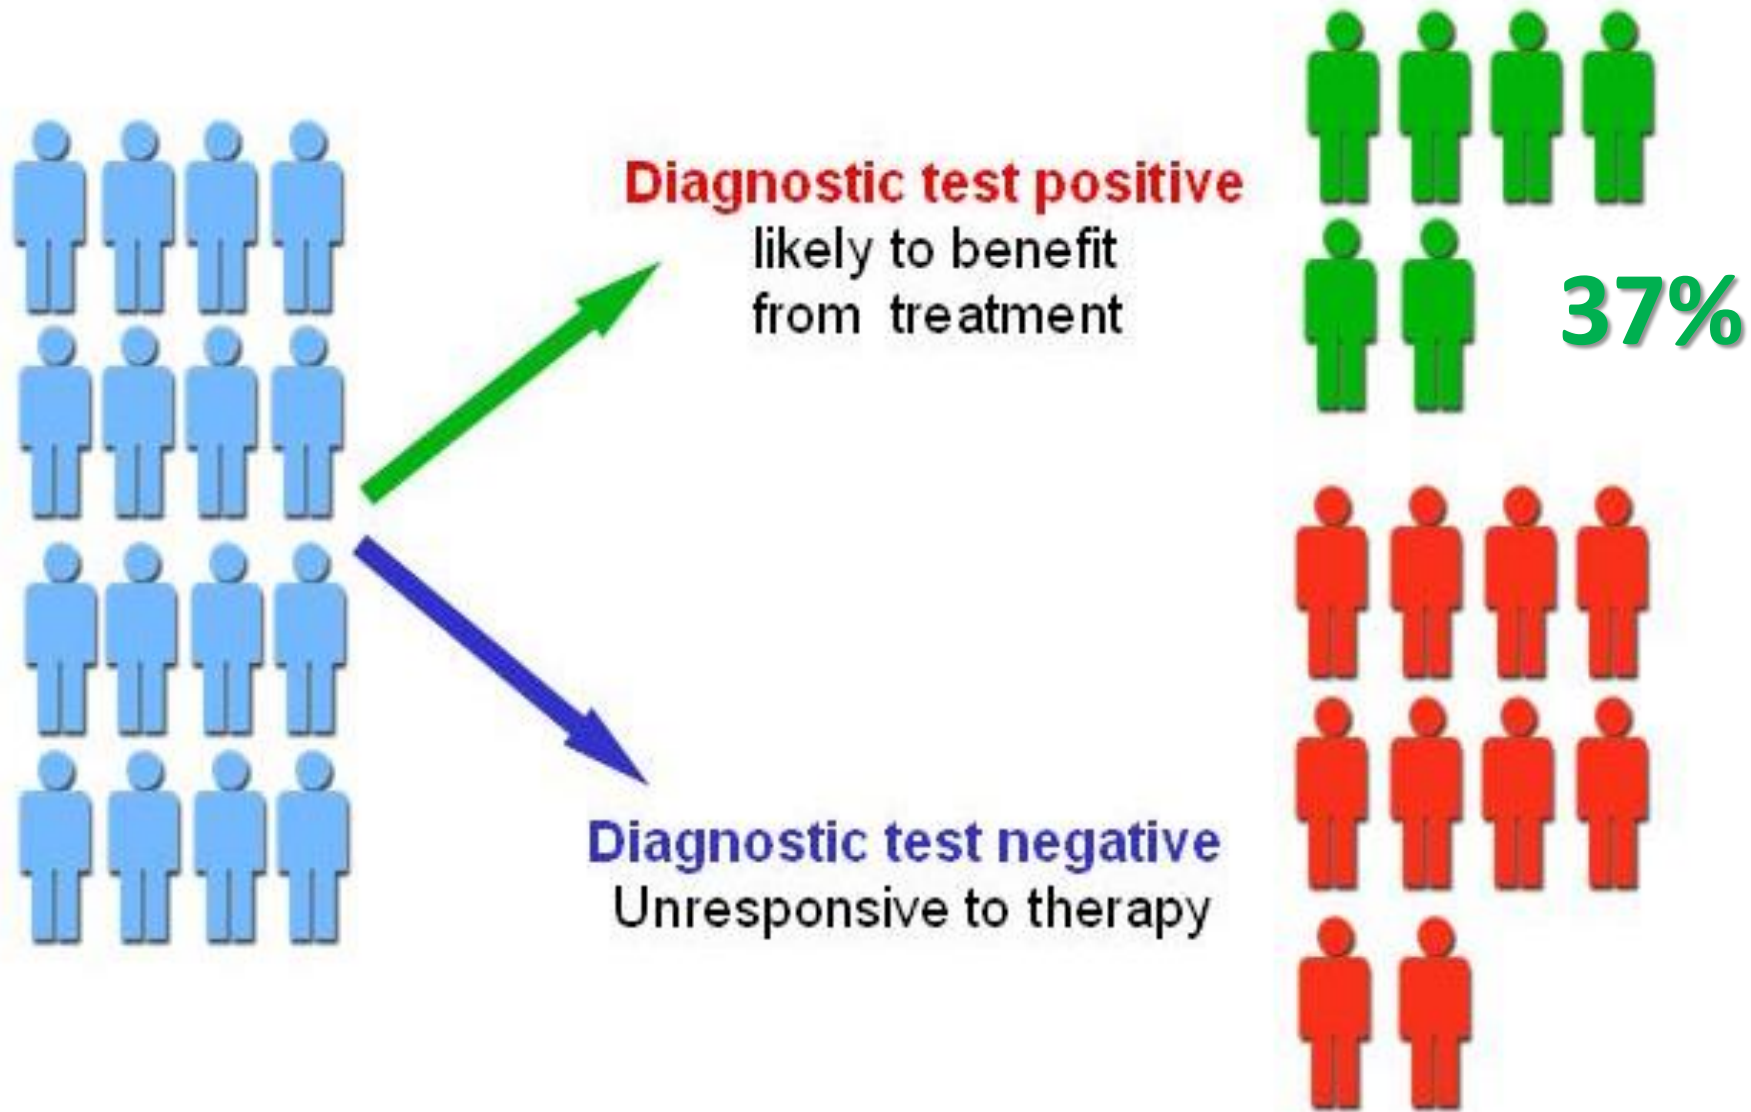 Diagnostic test positive
likely to benefit
from treatment
37%
Diagnostic test negative
Unresponsive to therapy